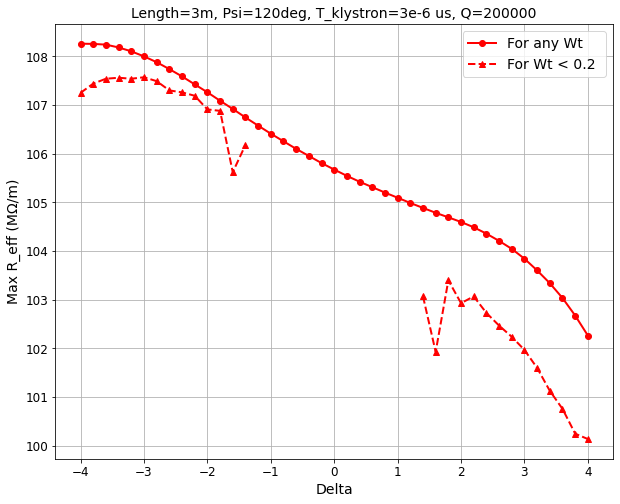 Length=3m, Psi=120deg, T_klystron=3e-6 us, Q=200000
For any Wt
For Wt < 0.2
Max R_eff (MΩ/m)
108
107
106
105
104
103
102
101
100
−4 −3 −2 −1 0 1 2 3 4
Delta